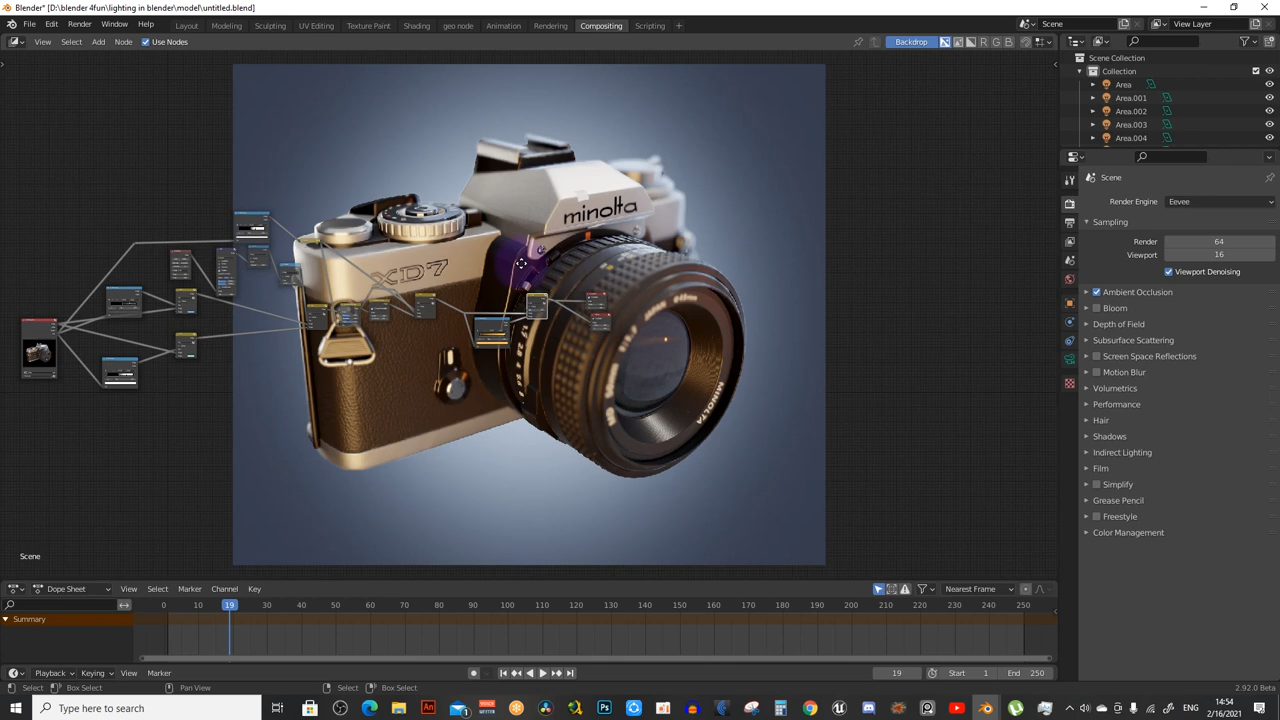 Blender* [D:\blender 4fun\lighting in blender\model\untitled.blend]
File Edit Render Window Help Layout Modeling Sculpting UV Editing Texture Paint Shading geo node Animation Rendering Compositing Scripting + Scene View Layer
View Select Add Node Use Nodes Backdrop R G B
Scene Collection
Collection
Area
Area.001
Area.002
Area.003
Area.004
Scene
Render Engine Eevee
Sampling
Render 64
Viewport 16
Viewport Denoising
Ambient Occlusion
Bloom
Depth of Field
Subsurface Scattering
Screen Space Reflections
Motion Blur
Volumetrics
Performance
Hair
Shadows
Indirect Lighting
Film
Simplify
Grease Pencil
Freestyle
Color Management
minolta
XD7
MINOLTA
Scene
Dope Sheet View Select Marker Channel Key Nearest Frame
0 10 19 30 40 50 60 70 80 90 100 110 120 130 140 150 160 170 180 190 200 210 220 230 240 250
Summary
Playback Keying View Marker 19 Start 1 End 250
Select Box Select Pan View Select Box Select 2.92.0 Beta
Type here to search
14:54
2/16/2021